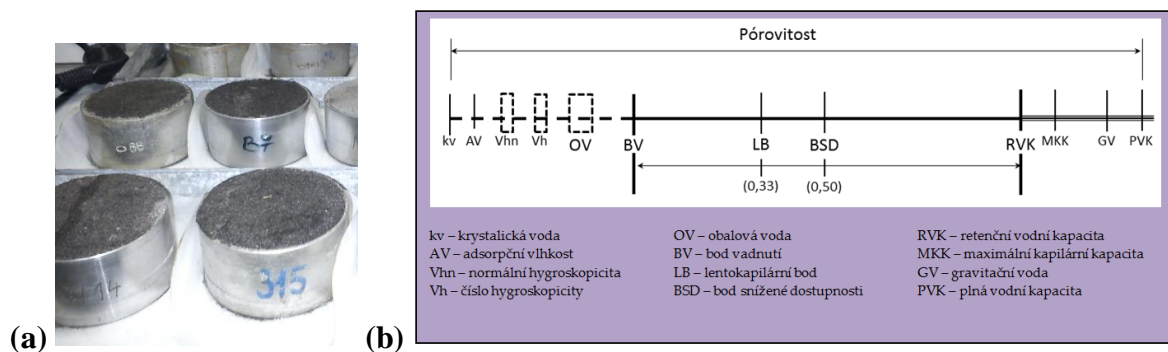 (a)
315
(b)
Pórovitost
kv AV Vhn Vh OV BV LB BSD RVK MKK GV PVK
(0,33) (0,50)
kv – krystalická voda
AV – adsorpční vlhkost
Vhn – normální hygroskopicita
Vh – číslo hygroskopicity
OV – obalová voda
BV – bod vadnutí
LB – lentokapilární bod
BSD – bod snížené dostupnosti
RVK – retenční vodní kapacita
MKK – maximální kapilární kapacita
GV – gravitační voda
PVK – plná vodní kapacita